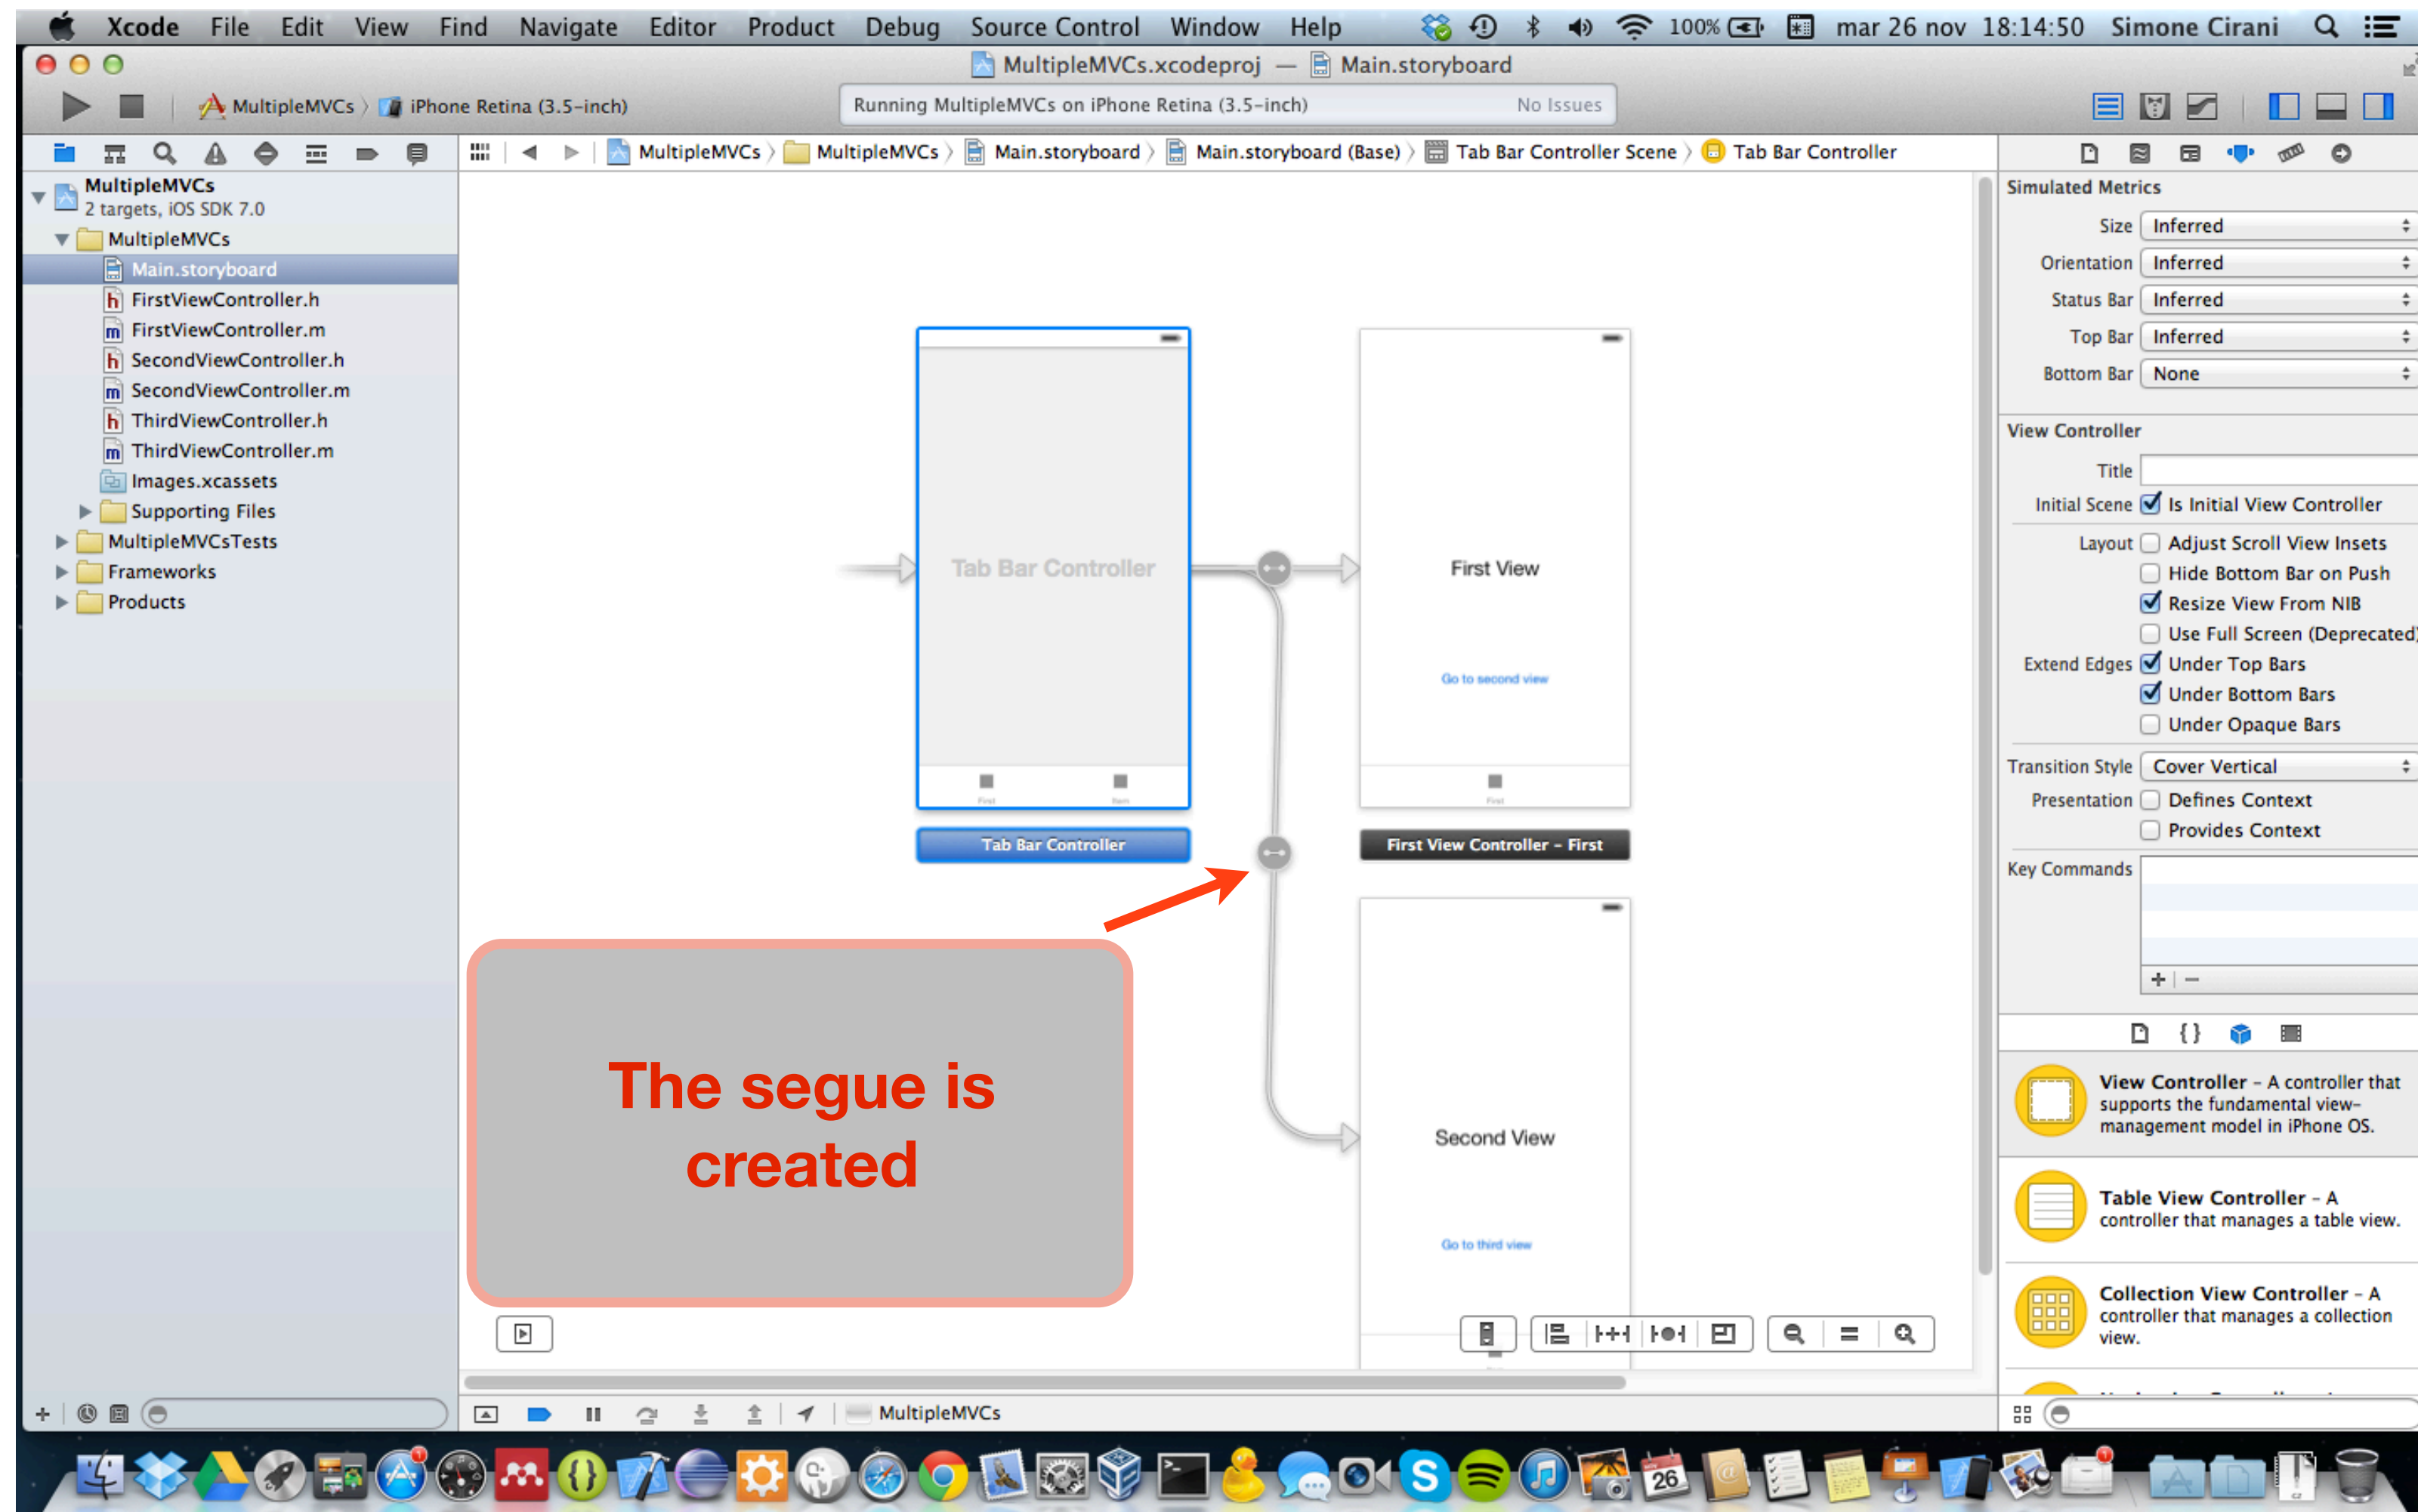 Xcode File Edit View Find Navigate Editor Product Debug Source Control Window Help 100% mar 26 nov 18:14:50 Simone Cirani
MultipleMVCs.xcodeproj — Main.storyboard
MultipleMVCs iPhone Retina (3.5-inch) Running MultipleMVCs on iPhone Retina (3.5-inch) No Issues
MultipleMVCs MultipleMVCs Main.storyboard Main.storyboard (Base) Tab Bar Controller Scene Tab Bar Controller
MultipleMVCs
2 targets, iOS SDK 7.0
MultipleMVCs
Main.storyboard
FirstViewController.h
FirstViewController.m
SecondViewController.h
SecondViewController.m
ThirdViewController.h
ThirdViewController.m
Images.xcassets
Supporting Files
MultipleMVCsTests
Frameworks
Products
Tab Bar Controller
First Item
Tab Bar Controller
First View
Go to second view
First
First View Controller - First
Second View
Go to third view
The segue is
created
Simulated Metrics
Size Inferred
Orientation Inferred
Status Bar Inferred
Top Bar Inferred
Bottom Bar None
View Controller
Title
Initial Scene Is Initial View Controller
Layout Adjust Scroll View Insets
Hide Bottom Bar on Push
Resize View From NIB
Use Full Screen (Deprecated)
Extend Edges Under Top Bars
Under Bottom Bars
Under Opaque Bars
Transition Style Cover Vertical
Presentation Defines Context
Provides Context
Key Commands
View Controller - A controller that
supports the fundamental view-
management model in iPhone OS.
Table View Controller - A
controller that manages a table view.
Collection View Controller - A
controller that manages a collection
view.
MultipleMVCs
26